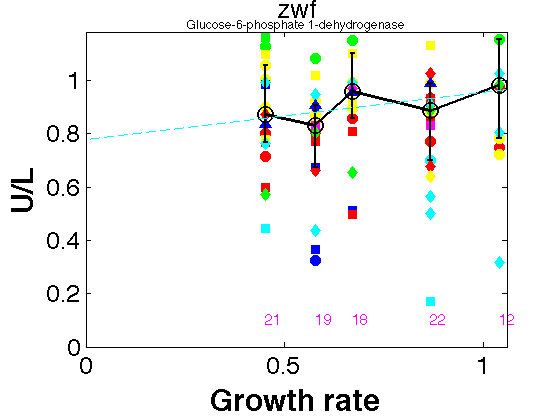 zwf
Glucose-6-phosphate 1-dehydrogenase
1
0.8
0.6
0.4
0.2
0
U/L
21 19 18 22 12
0 0.5 1
Growth rate